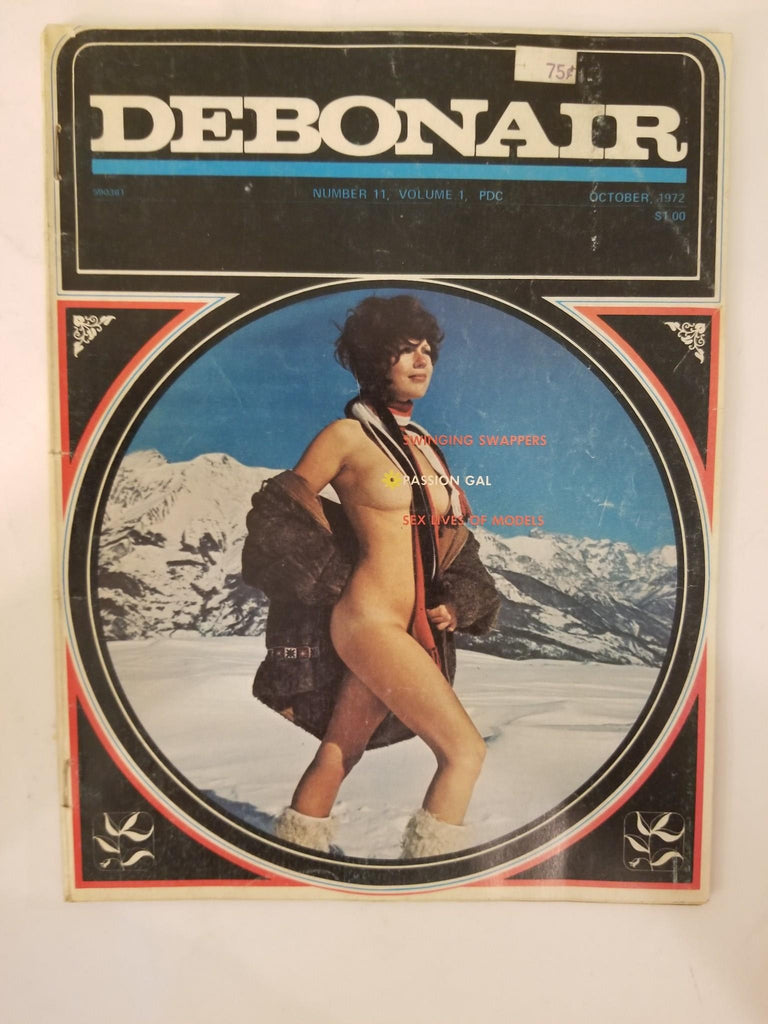 75¢
DEBONAIR
590361
NUMBER 11, VOLUME 1, PDC
OCTOBER, 1972
$1.00
SWINGING SWAPPERS
PASSION GAL
SEX LIVES OF MODELS